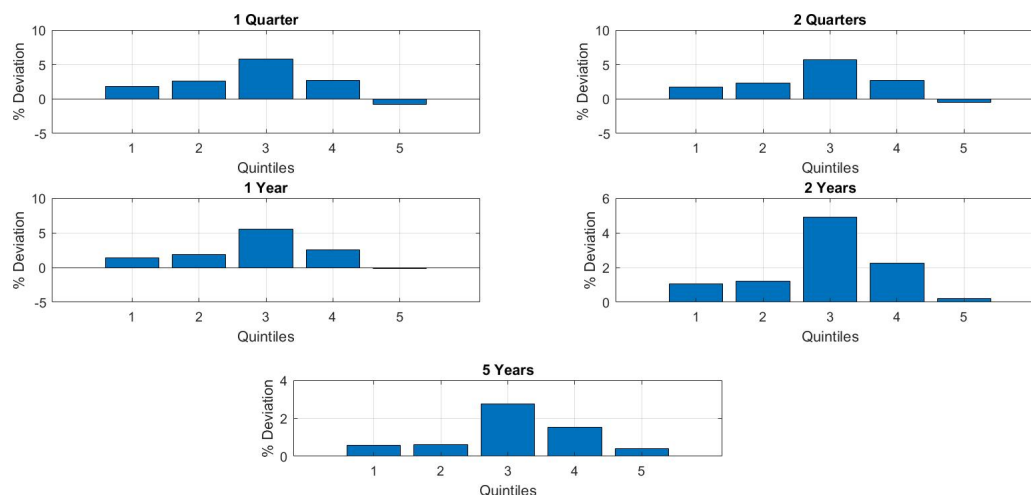 1 Quarter
10
5
0
-5
% Deviation
1 2 3 4 5
Quintiles
2 Quarters
10
5
0
-5
% Deviation
1 2 3 4 5
Quintiles
1 Year
10
5
0
-5
% Deviation
1 2 3 4 5
Quintiles
2 Years
6
4
2
0
% Deviation
1 2 3 4 5
Quintiles
5 Years
4
2
0
% Deviation
1 2 3 4 5
Quintiles